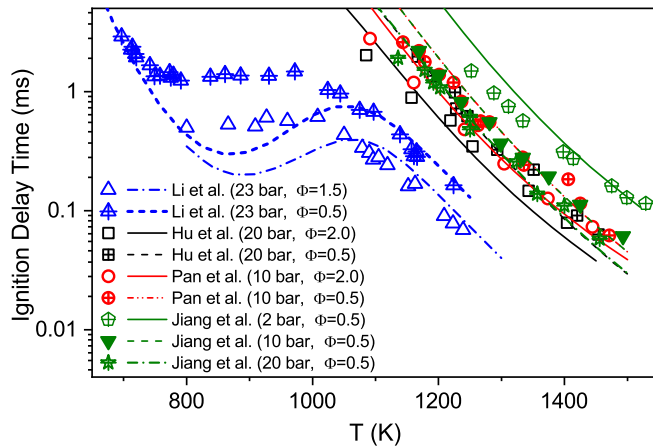 Ignition Delay Time (ms)
1
0.1
0.01
Li et al. (23 bar, Φ=1.5)
Li et al. (23 bar, Φ=0.5)
Hu et al. (20 bar, Φ=2.0)
Hu et al. (20 bar, Φ=0.5)
Pan et al. (10 bar, Φ=2.0)
Pan et al. (10 bar, Φ=0.5)
Jiang et al. (2 bar, Φ=0.5)
Jiang et al. (10 bar, Φ=0.5)
Jiang et al. (20 bar, Φ=0.5)
800 1000 1200 1400
T (K)